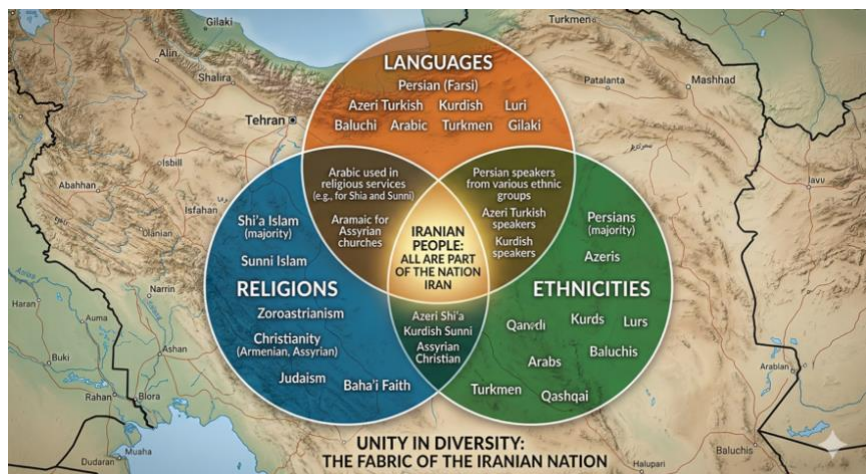 Gilaki
Turkmen
Alin
Shalira
Patalanta
Mashhad
Tehran
Isbill
Abahhan
Isfahan
Olanian
Javu
Narrin
Haran
Auma
Buki
Ashan
Rahan
Blora
Muaha
Dudaran
Arablan
Halupari
Baluchis
LANGUAGES
Persian (Farsi)
Azeri Turkish Kurdish Luri
Baluchi Arabic Turkmen Gilaki
Arabic used in
religious services
(e.g., for Shia and Sunni)
Aramaic for
Assyrian
churches
Persian speakers
from various ethnic
groups
Azeri Turkish
speakers
Kurdish
speakers
IRANIAN
PEOPLE:
ALL ARE PART
OF THE NATION
IRAN
Shi'a Islam
(majority)
Sunni Islam
RELIGIONS
Zoroastrianism
Christianity
(Armenian, Assyrian)
Judaism
Baha'i Faith
Azeri Shi'a
Kurdish Sunni
Assyrian
Christian
Persians
(majority)
Azeris
ETHNICITIES
Kurds Lurs
Arabs Baluchis
Turkmen Qashqai
UNITY IN DIVERSITY:
THE FABRIC OF THE IRANIAN NATION